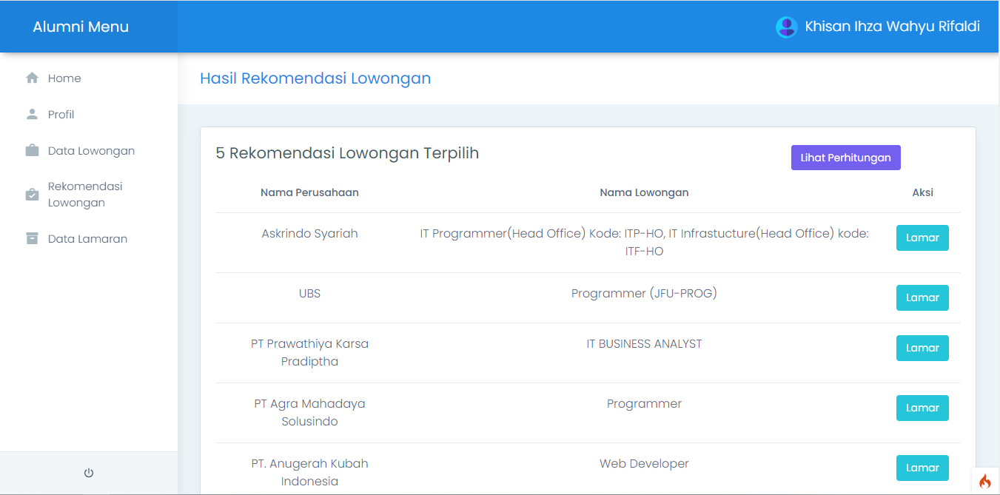 Alumni Menu
Khisan Ihza Wahyu Rifaldi
Home
Profil
Data Lowongan
Rekomendasi
Lowongan
Data Lamaran
Hasil Rekomendasi Lowongan
5 Rekomendasi Lowongan Terpilih
Lihat Perhitungan
Nama Perusahaan Nama Lowongan Aksi
Askrindo Syariah IT Programmer(Head Office) Kode: ITP-HO, IT Infrastucture(Head Office) kode: Lamar
ITF-HO
UBS Programmer (JFU-PROG) Lamar
PT Prawathiya Karsa IT BUSINESS ANALYST Lamar
Pradiptha
PT Agra Mahadaya Programmer Lamar
Solusindo
PT. Anugerah Kubah Web Developer Lamar
Indonesia